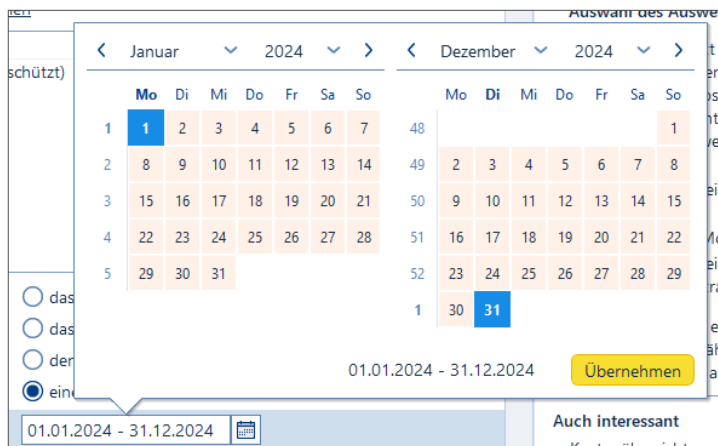 Auswahl des Auswe
schützt)
Januar 2024
Mo Di Mi Do Fr Sa So
1 1 2 3 4 5 6 7
2 8 9 10 11 12 13 14
3 15 16 17 18 19 20 21
4 22 23 24 25 26 27 28
5 29 30 31
Dezember 2024
Mo Di Mi Do Fr Sa So
48 1
49 2 3 4 5 6 7 8
50 9 10 11 12 13 14 15
51 16 17 18 19 20 21 22
52 23 24 25 26 27 28 29
1 30 31
01.01.2024 - 31.12.2024 Übernehmen
das
das
der
eine
01.01.2024 - 31.12.2024
Auch interessant